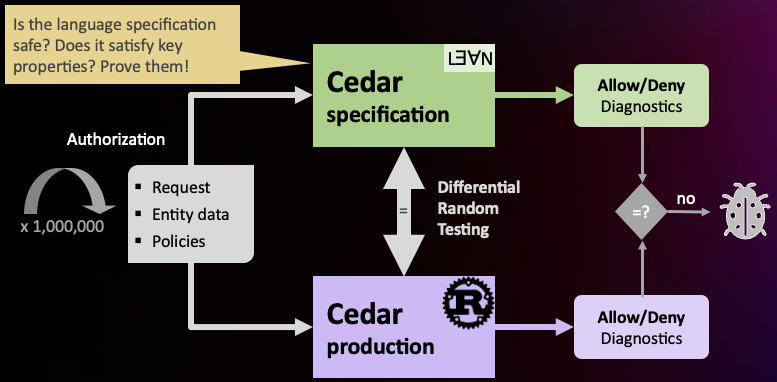 Is the language specification
safe? Does it satisfy key
properties? Prove them!
L∃∀N
Cedar
specification
Allow/Deny
Diagnostics
Authorization
Request
Entity data
Policies
x 1,000,000
=
Differential
Random
Testing
=?
no
R
Cedar
production
Allow/Deny
Diagnostics